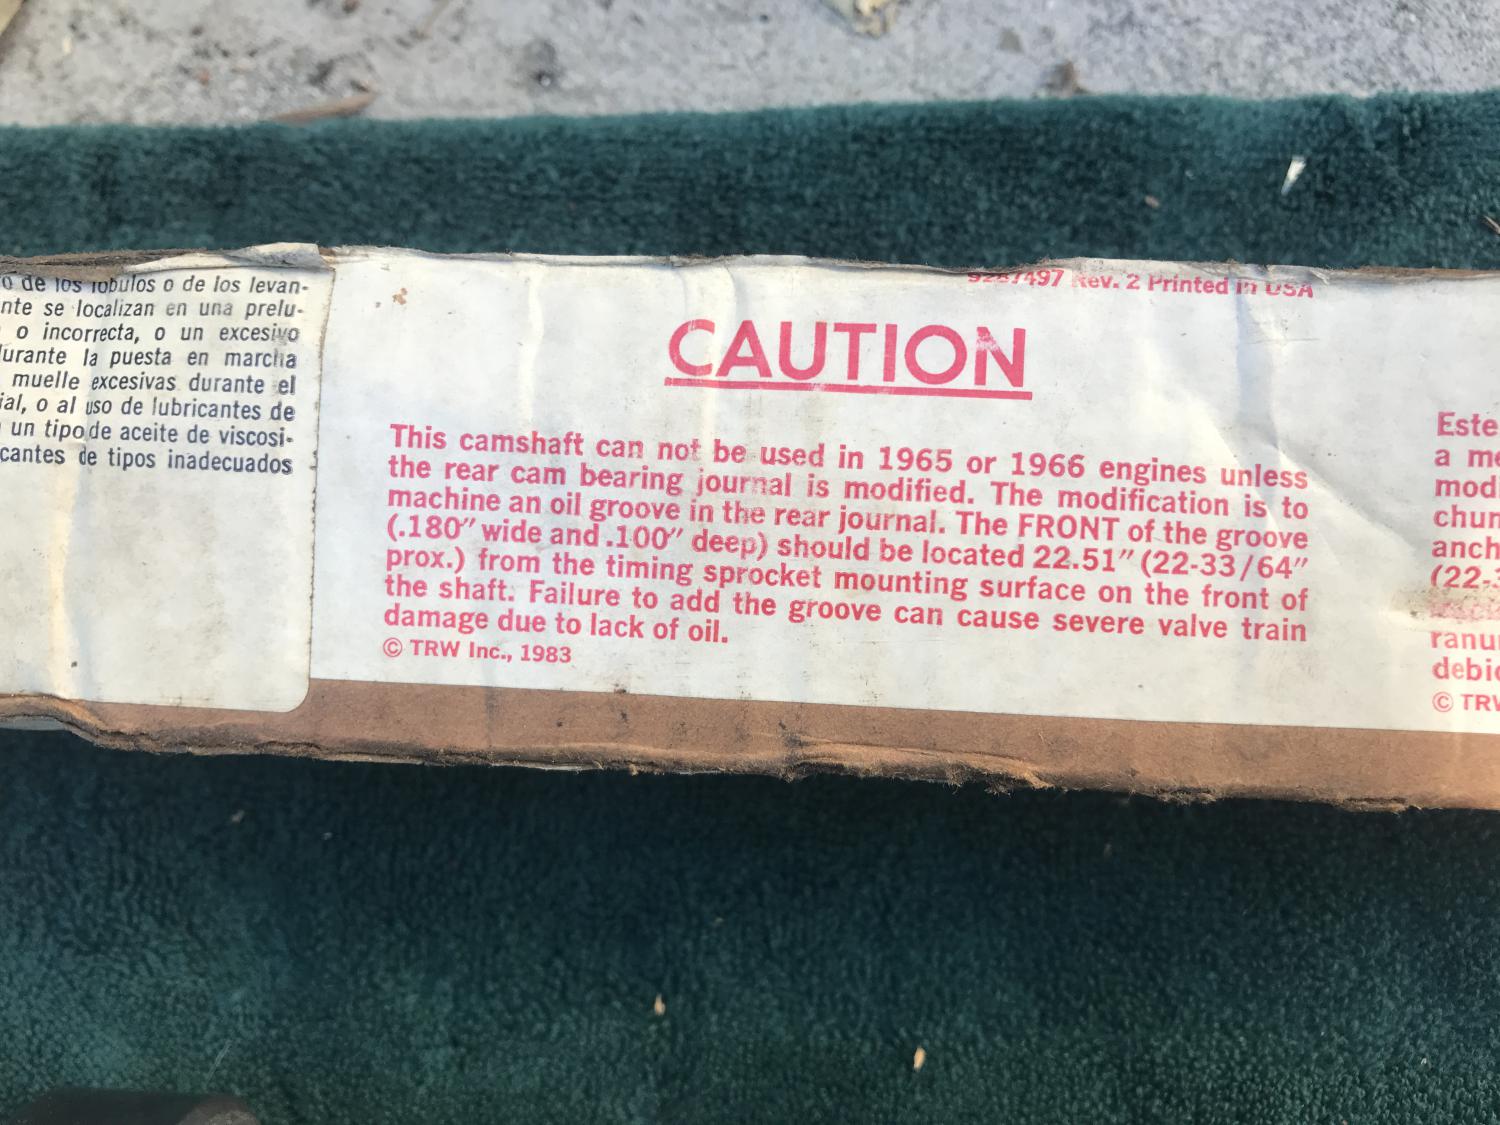 o de los lobulos o de los levan-
nte se localizan en una prelu-
o incorrecta, o un excesivo
durante la puesta en marcha
muelle excesivas durante el
ial, o al uso de lubricantes de
un tipo de aceite de viscosi-
cantes de tipos inadecuados
9287497 Rev. 2 Printed in USA
CAUTION
This camshaft can not be used in 1965 or 1966 engines unless
the rear cam bearing journal is modified. The modification is to
machine an oil groove in the rear journal. The FRONT of the groove
(.180″ wide and .100″ deep) should be located 22.51″ (22-33/64″
prox.) from the timing sprocket mounting surface on the front of
the shaft. Failure to add the groove can cause severe valve train
damage due to lack of oil.
© TRW Inc., 1983
Este
a me
modi
chur
anch
(22-3
ranu
debid
© TRW